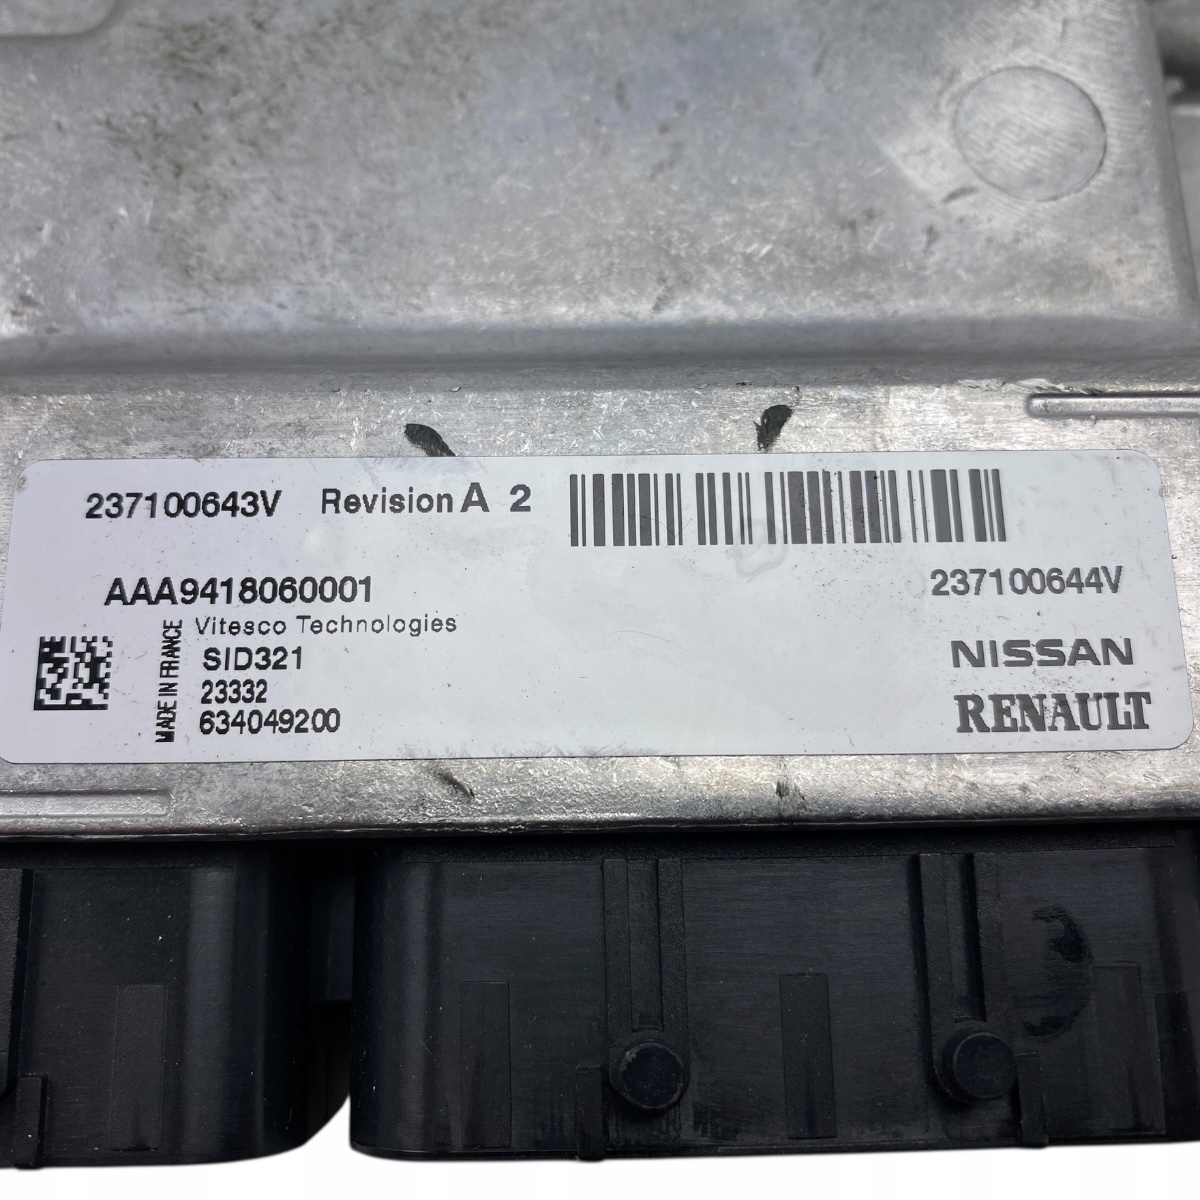 237100643V Revision A 2
AAA9418060001
237100644V
MADE IN FRANCE
Vitesco Technologies
SID321
23332
634049200
NISSAN
RENAULT